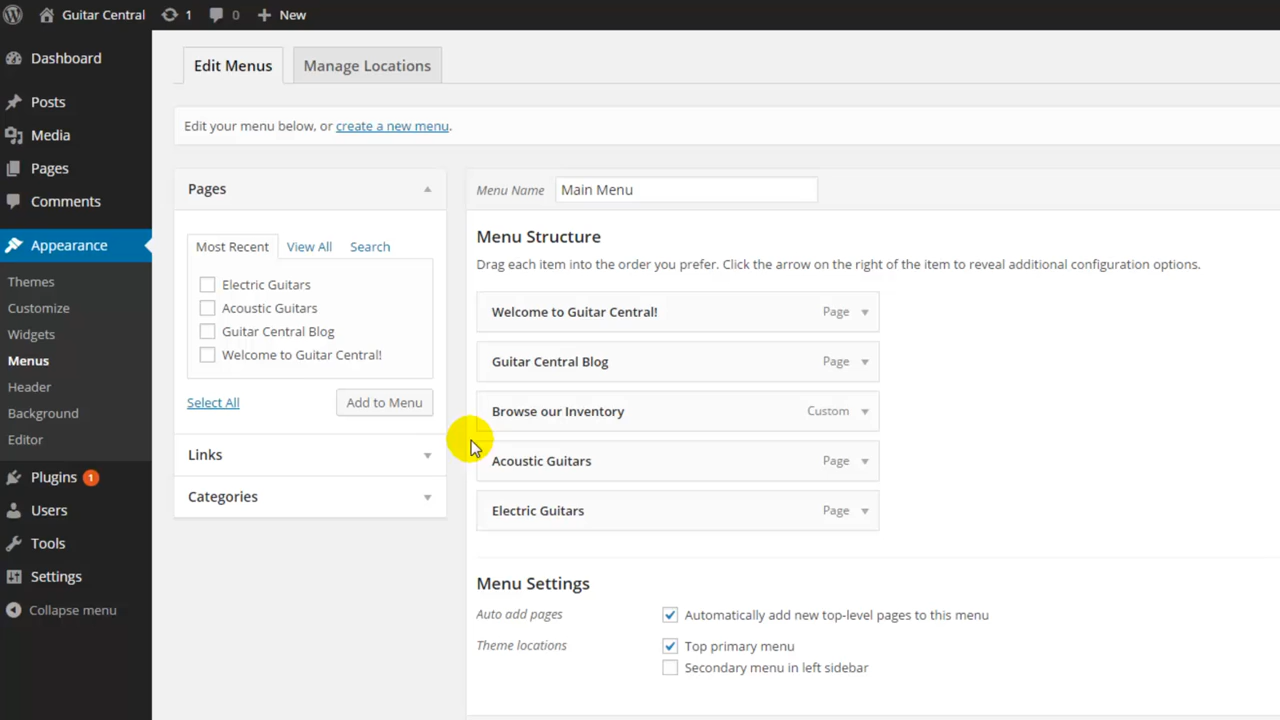 Guitar Central 1 0 New
Dashboard
Posts
Media
Pages
Comments
Appearance
Themes
Customize
Widgets
Menus
Header
Background
Editor
Plugins 1
Users
Tools
Settings
Collapse menu
Edit Menus Manage Locations
Edit your menu below, or create a new menu.
Pages
Most Recent View All Search
Electric Guitars
Acoustic Guitars
Guitar Central Blog
Welcome to Guitar Central!
Select All Add to Menu
Links
Categories
Menu Name Main Menu
Menu Structure
Drag each item into the order you prefer. Click the arrow on the right of the item to reveal additional configuration options.
Welcome to Guitar Central! Page
Guitar Central Blog Page
Browse our Inventory Custom
Acoustic Guitars Page
Electric Guitars Page
Menu Settings
Auto add pages Automatically add new top-level pages to this menu
Theme locations Top primary menu
Secondary menu in left sidebar